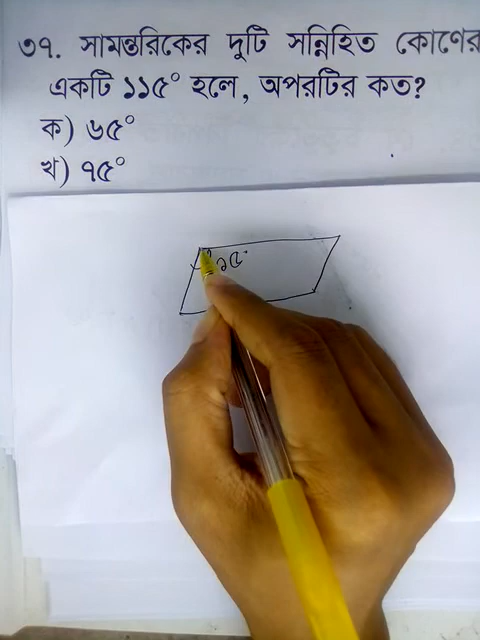 ৩৭. সামন্তরিকের দুটি সন্নিহিত কোণের
একটি ১১৫° হলে, অপরটির কত?
ক) ৬৫°
খ) ৭৫°